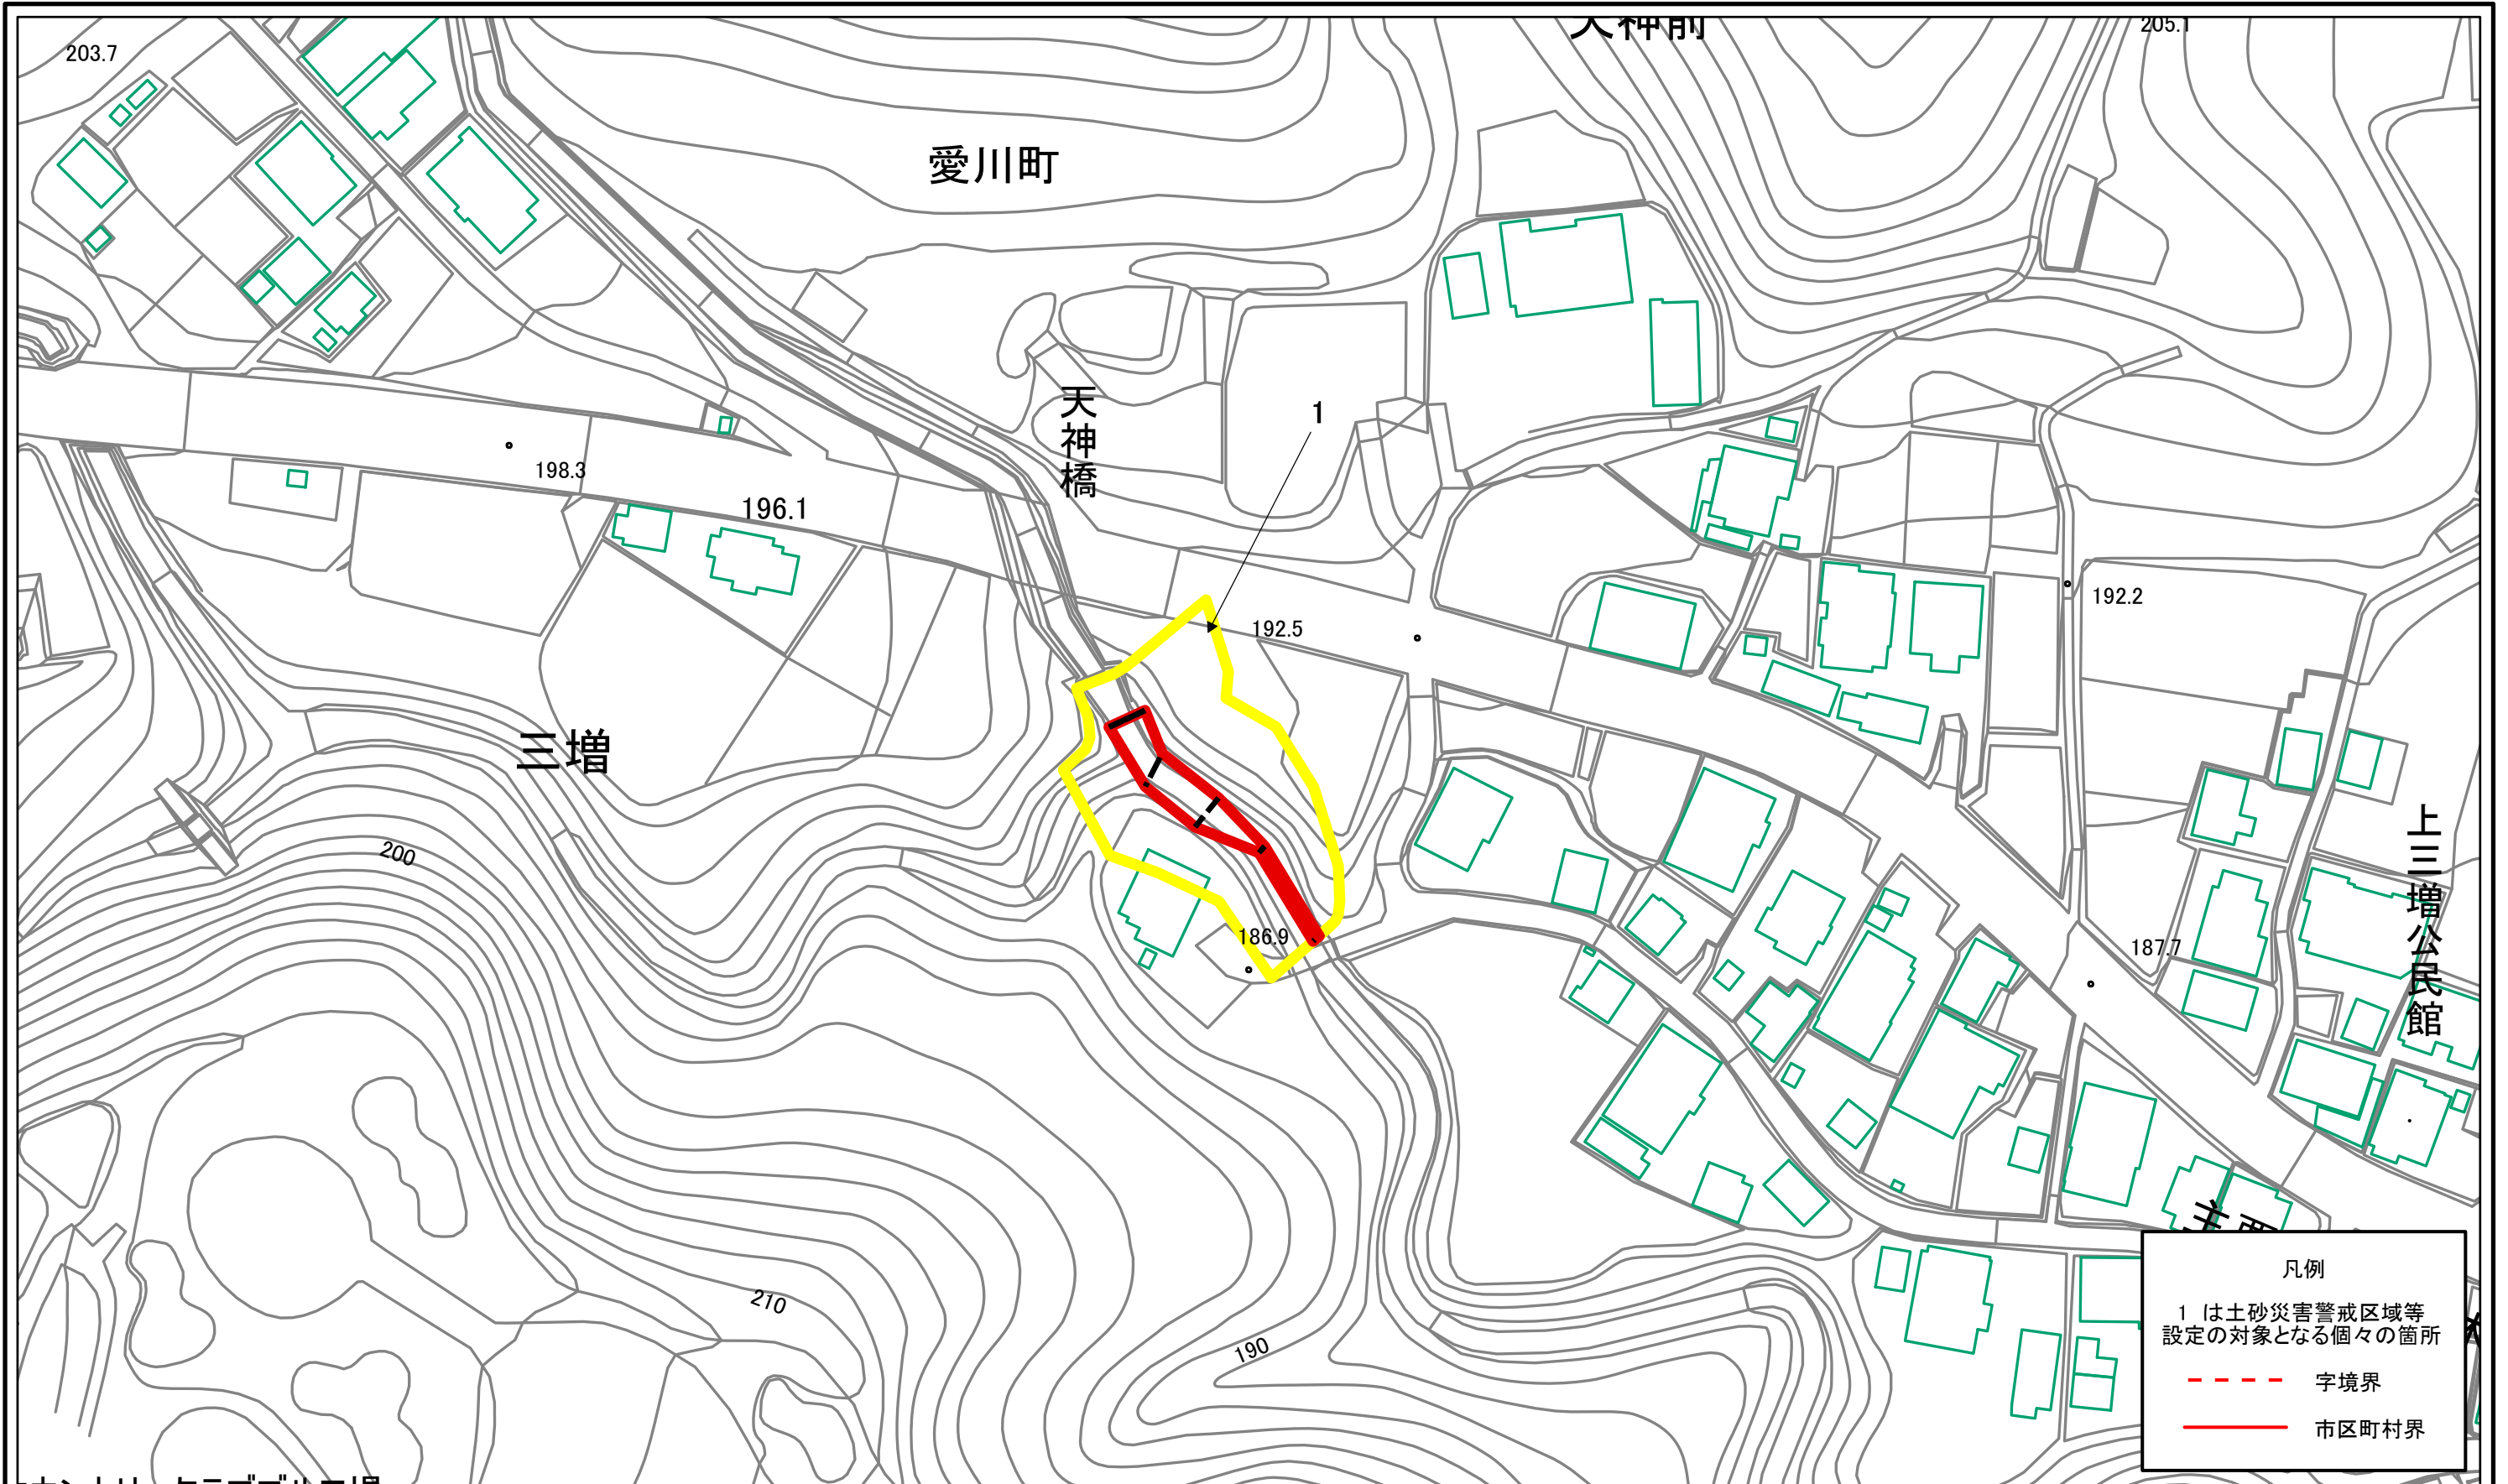 203.7
天神前
205.1
愛川町
天神橋
1
198.3
196.1
192.5
192.2
三増
200
上三増公民館
186.9
187.7
210
190
凡例
1 は土砂災害警戒区域等
設定の対象となる個々の箇所
字境界
市区町村界